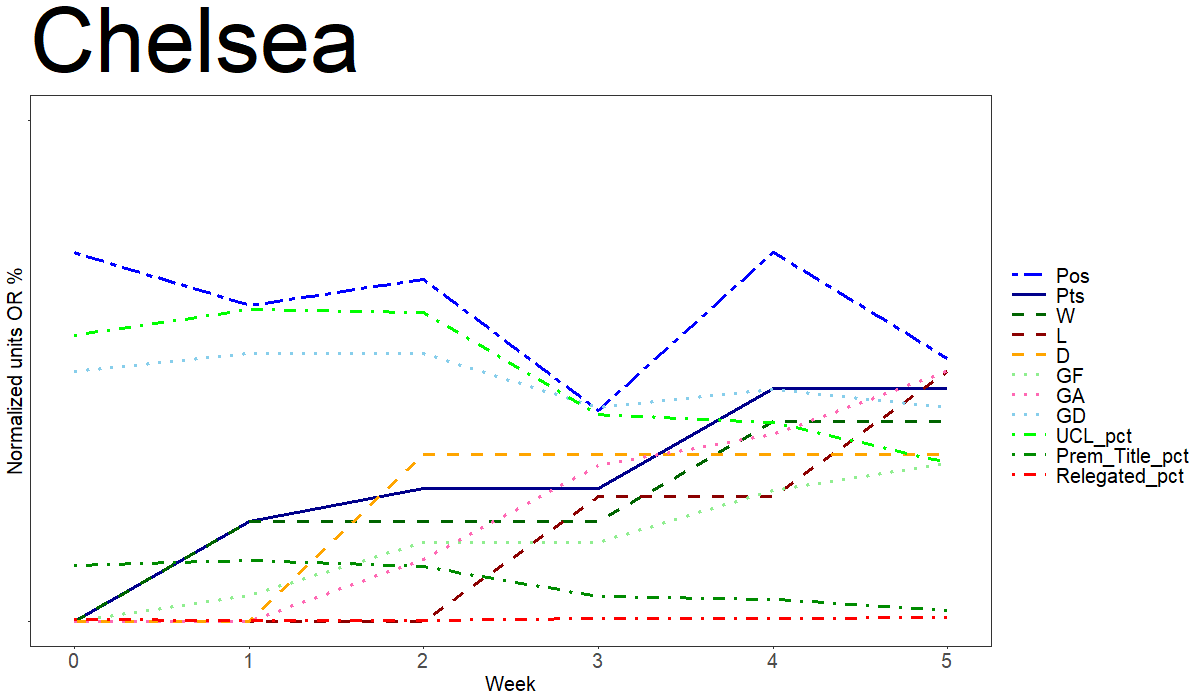 Chelsea
Normalized units OR %
0 1 2 3 4 5
Week
Pos
Pts
W
L
D
GF
GA
GD
UCL_pct
Prem_Title_pct
Relegated_pct